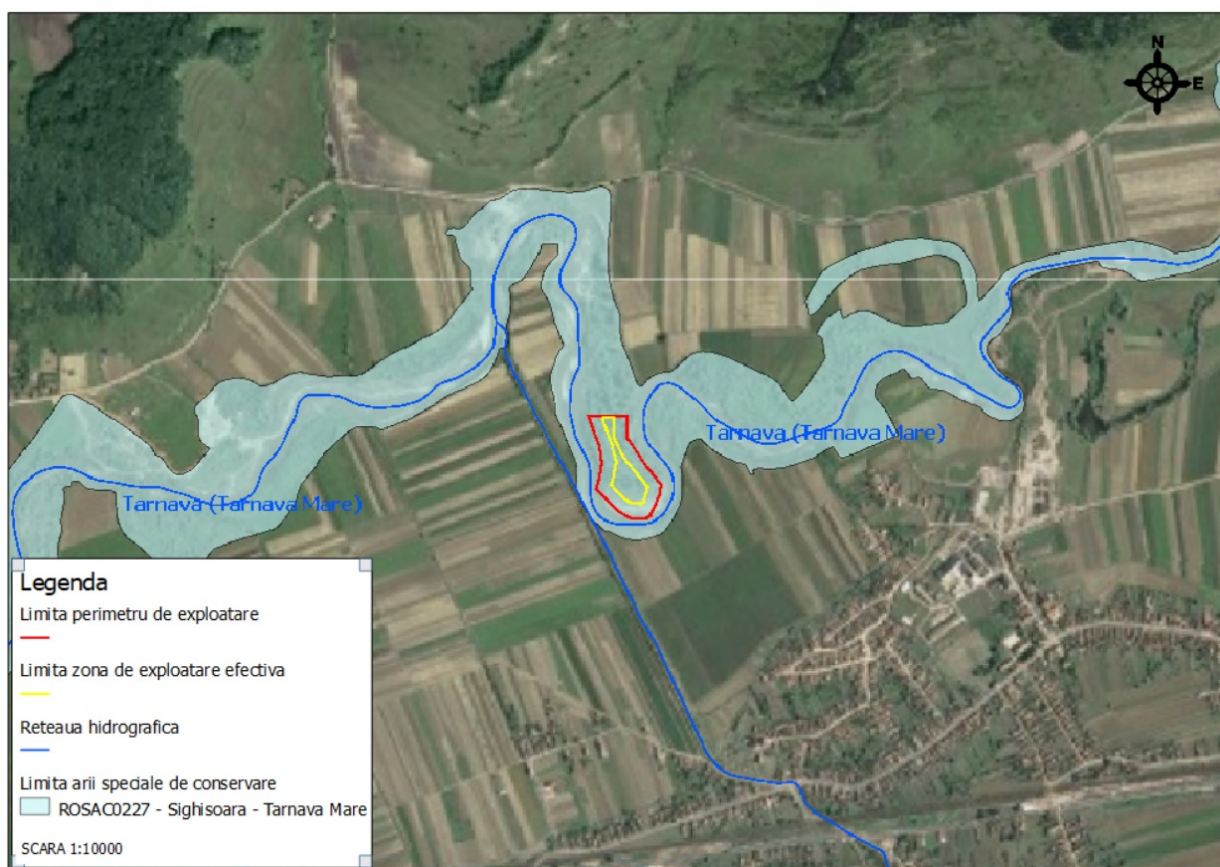 N
E
Tarnava (Tarnava Mare)
Tarnava (Tarnava Mare)
Legenda
Limita perimetru de exploatare
Limita zona de exploatare efectiva
Reteaua hidrografica
Limita arii speciale de conservare
ROSAC0227 - Sighisoara - Tarnava Mare
SCARA 1:10000